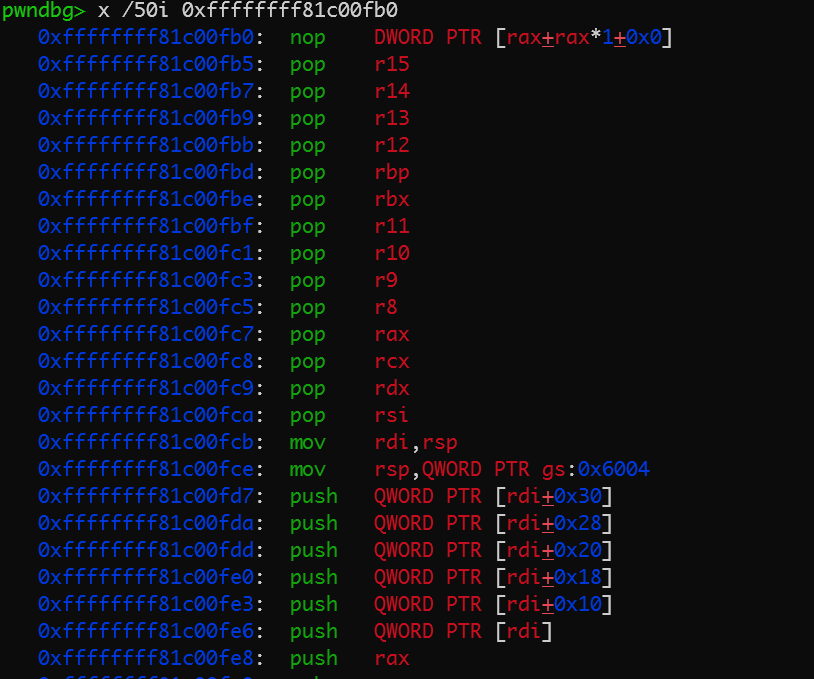 pwndbg> x /50i 0xffffffff81c00fb0
0xffffffff81c00fb0: nop DWORD PTR [rax+rax*1+0x0]
0xffffffff81c00fb5: pop r15
0xffffffff81c00fb7: pop r14
0xffffffff81c00fb9: pop r13
0xffffffff81c00fbb: pop r12
0xffffffff81c00fbd: pop rbp
0xffffffff81c00fbe: pop rbx
0xffffffff81c00fbf: pop r11
0xffffffff81c00fc1: pop r10
0xffffffff81c00fc3: pop r9
0xffffffff81c00fc5: pop r8
0xffffffff81c00fc7: pop rax
0xffffffff81c00fc8: pop rcx
0xffffffff81c00fc9: pop rdx
0xffffffff81c00fca: pop rsi
0xffffffff81c00fcb: mov rdi,rsp
0xffffffff81c00fce: mov rsp,QWORD PTR gs:0x6004
0xffffffff81c00fd7: push QWORD PTR [rdi+0x30]
0xffffffff81c00fda: push QWORD PTR [rdi+0x28]
0xffffffff81c00fdd: push QWORD PTR [rdi+0x20]
0xffffffff81c00fe0: push QWORD PTR [rdi+0x18]
0xffffffff81c00fe3: push QWORD PTR [rdi+0x10]
0xffffffff81c00fe6: push QWORD PTR [rdi]
0xffffffff81c00fe8: push rax